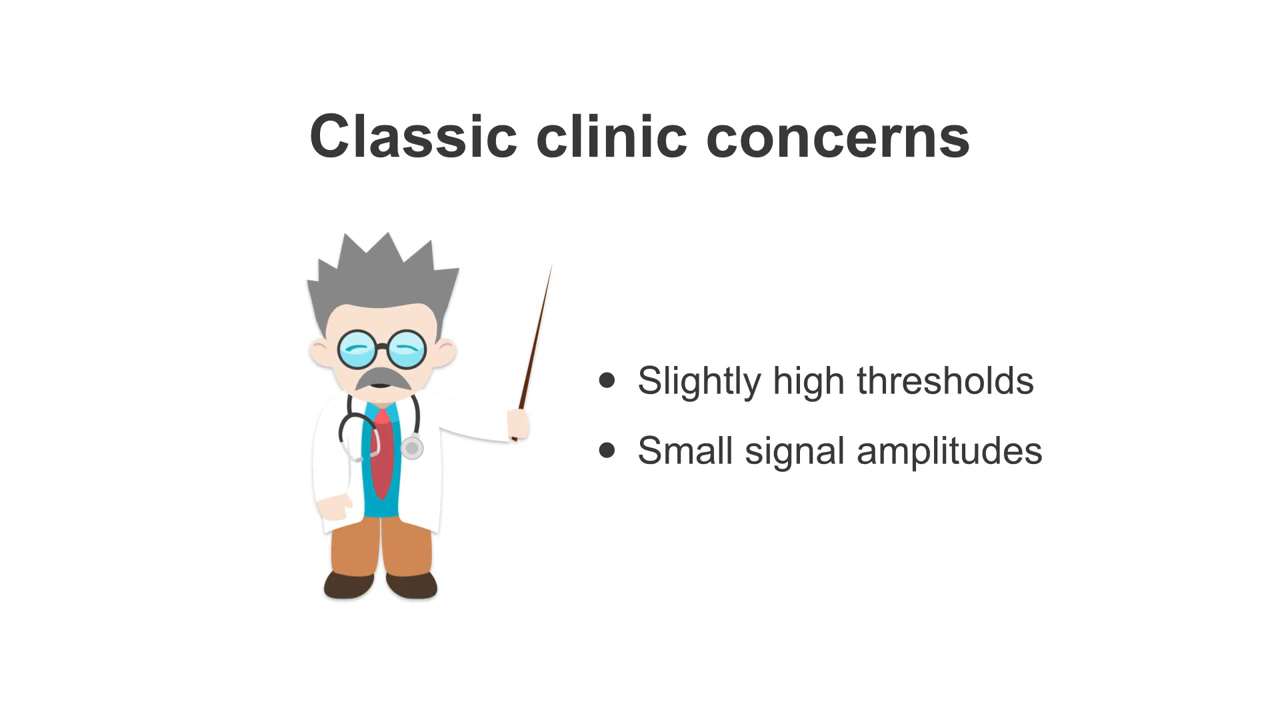 Classic clinic concerns
• Slightly high thresholds
• Small signal amplitudes